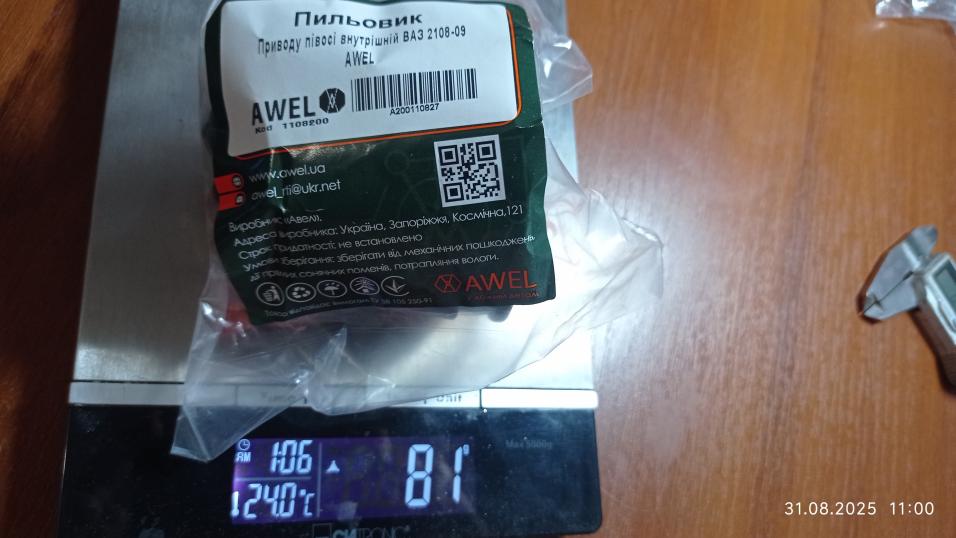 Пильовик
Приводу півосі внутрішній ВАЗ 2108-09
AWEL
AWEL
A200110827
Код 1108200
www.awel.ua
awel_rti@ukr.net
Виробник: «Авел».
Адреса виробника: Україна, Запоріжжя, Космічна,121
Строк придатності: не встановлено
Умови зберігання: зберігати від механічних пошкоджень,
дії прямих сонячних променів, потрапляння вологи.
AWEL
Unit
Max 5000g
AM 1:06
24.0°C
81 g
31.08.2025 11:00